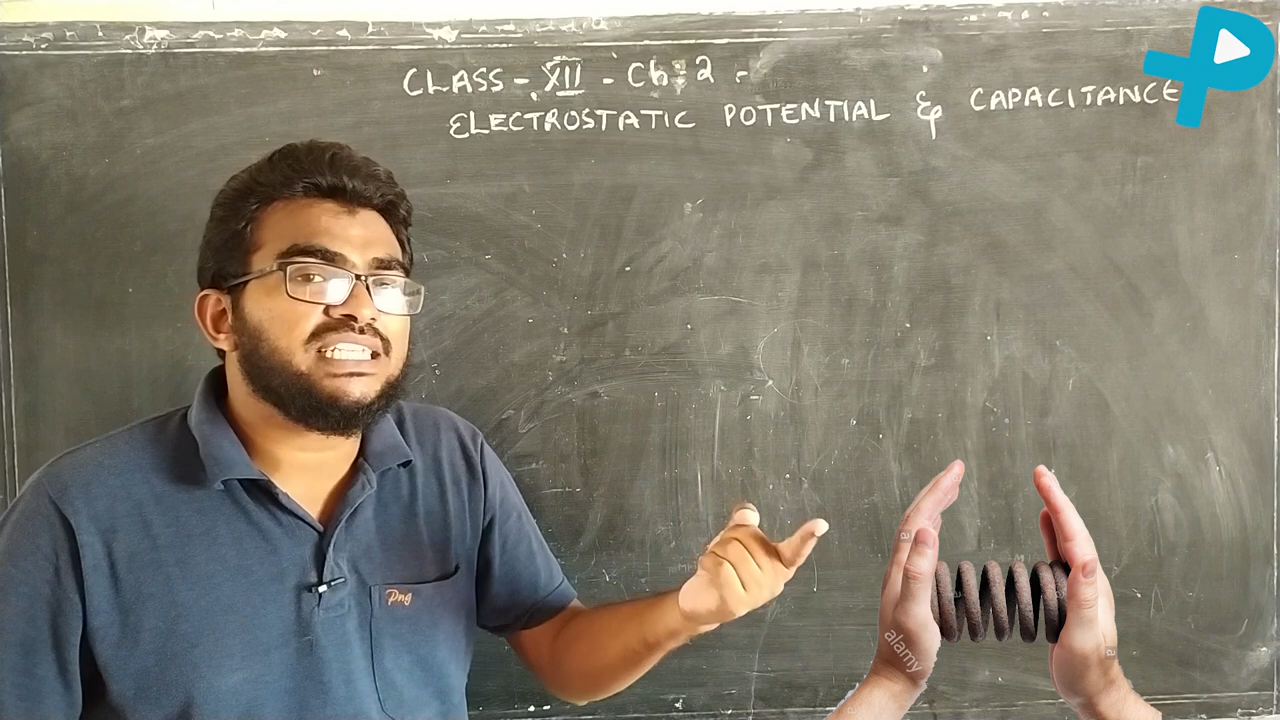 CLASS - XII - Ch: 2 -
ELECTROSTATIC POTENTIAL & CAPACITANCE
Png
alamy